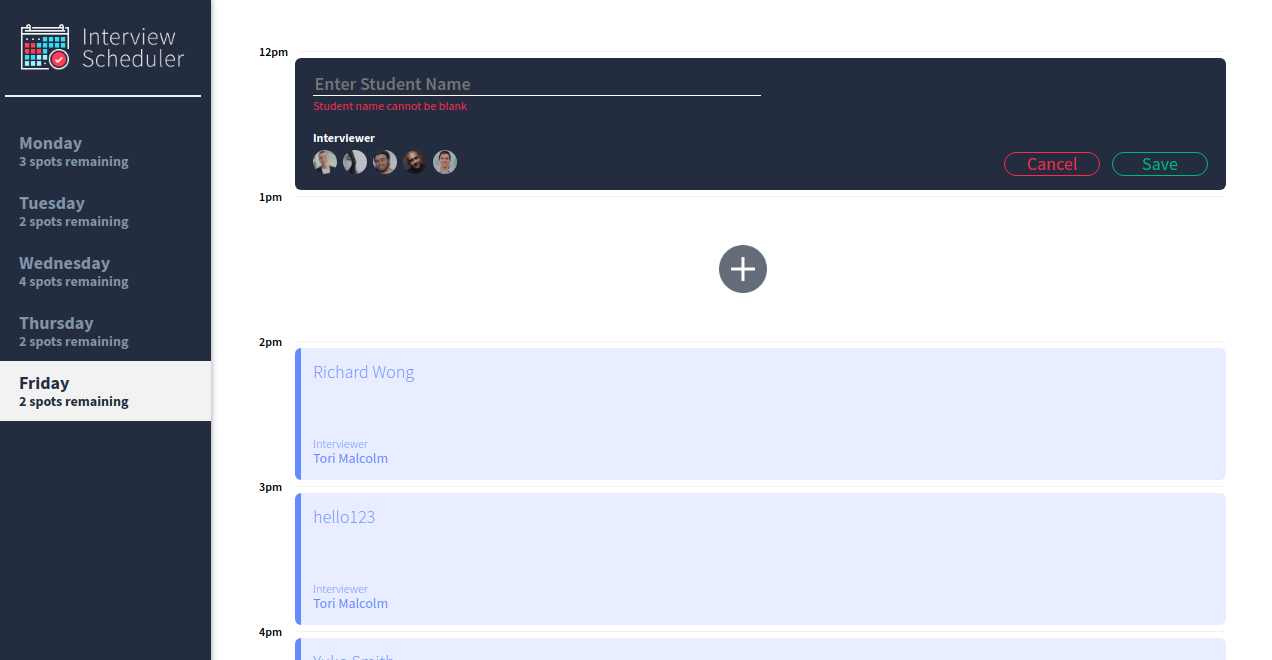 Interview
Scheduler
Monday
3 spots remaining
Tuesday
2 spots remaining
Wednesday
4 spots remaining
Thursday
2 spots remaining
Friday
2 spots remaining
12pm
Enter Student Name
Student name cannot be blank
Interviewer
Cancel
Save
1pm
2pm
Richard Wong
Interviewer
Tori Malcolm
3pm
hello123
Interviewer
Tori Malcolm
4pm
Yuko Smith